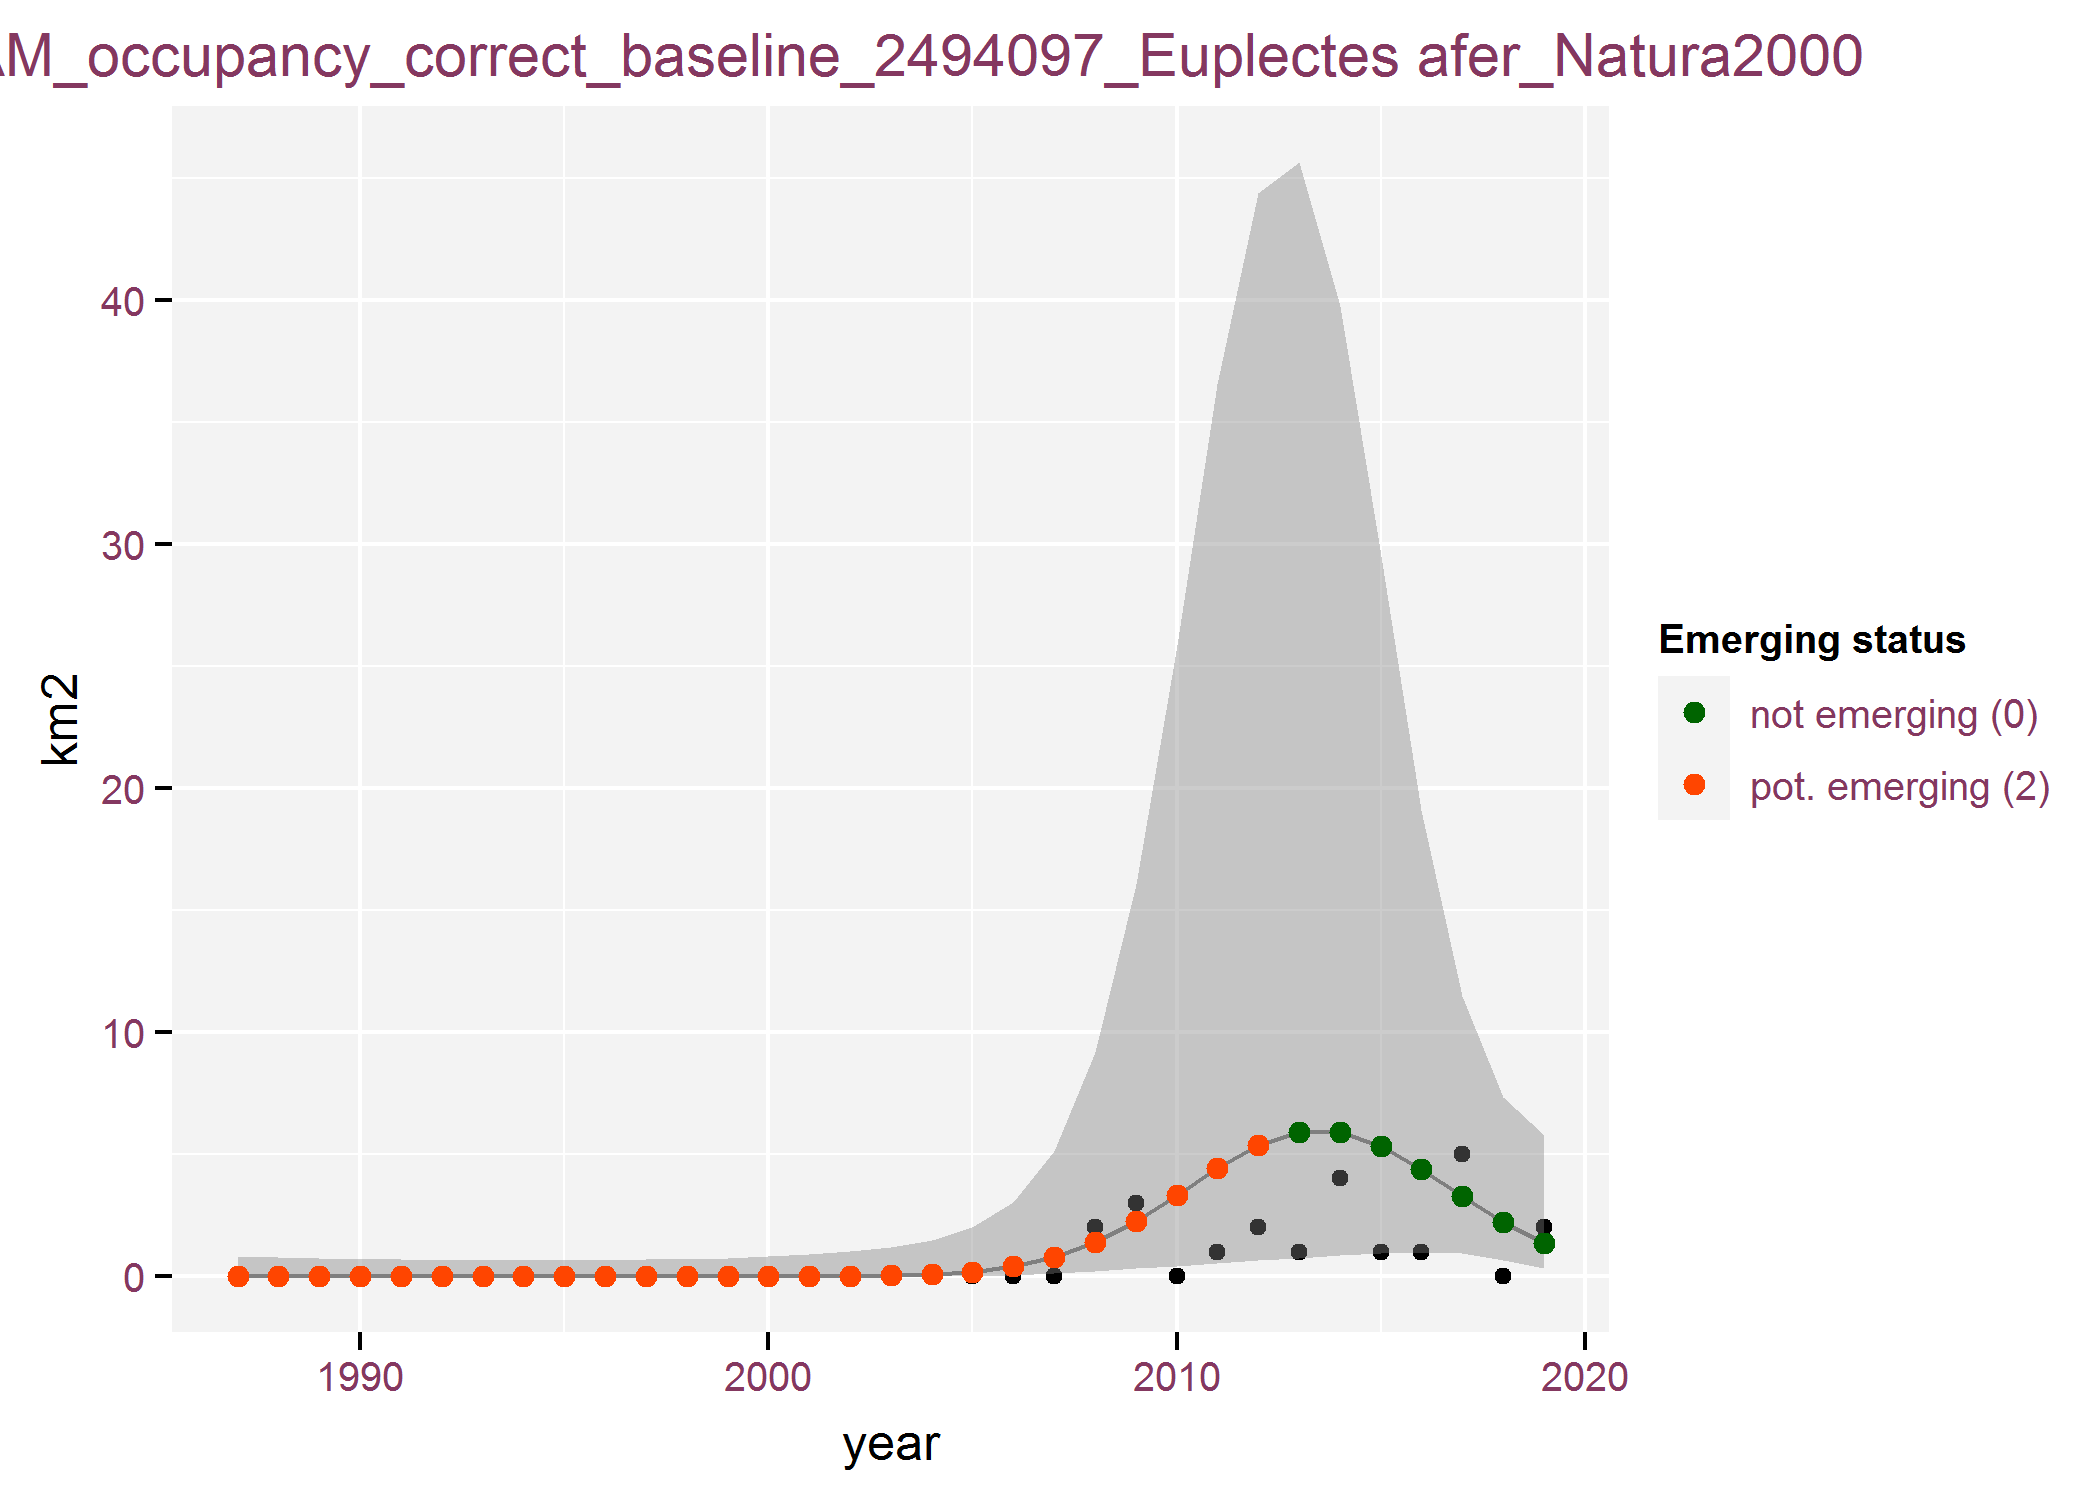 AM_occupancy_correct_baseline_2494097_Euplectes afer_Natura2000
40
30
20
10
0
km2
1990 2000 2010 2020
year
Emerging status
not emerging (0)
pot. emerging (2)